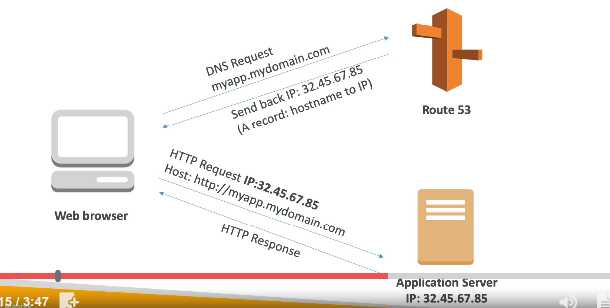 DNS Request
myapp.mydomain.com
Send back IP: 32.45.67.85
(A record: hostname to IP)
Route 53
HTTP Request IP:32.45.67.85
Host: http://myapp.mydomain.com
HTTP Response
Web browser
Application Server
IP: 32.45.67.85
15 / 3:47